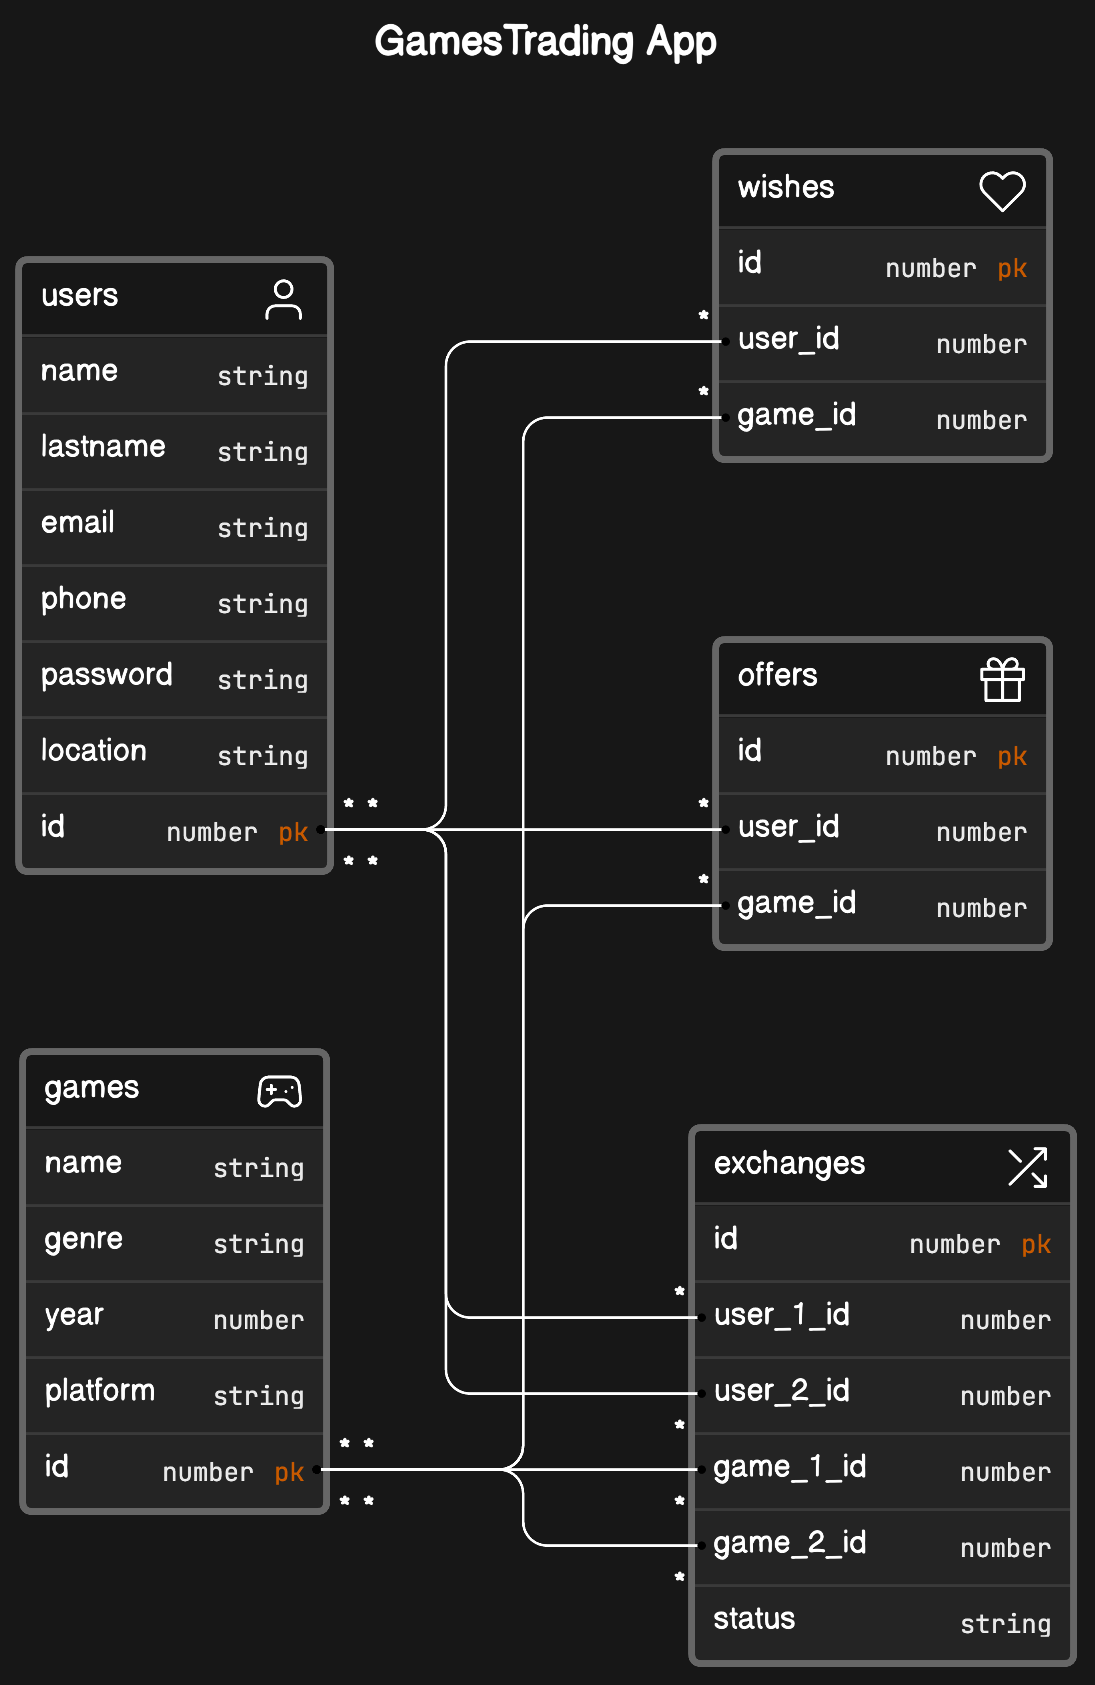 GamesTrading App
wishes
id number pk
* user_id number
* game_id number
users
name string
lastname string
email string
phone string
password string
location string
id number pk
* *
* *
offers
id number pk
* user_id number
* game_id number
games
name string
genre string
year number
platform string
id number pk
* *
* *
exchanges
id number pk
* user_1_id number
user_2_id number
* game_1_id number
* game_2_id number
* status string